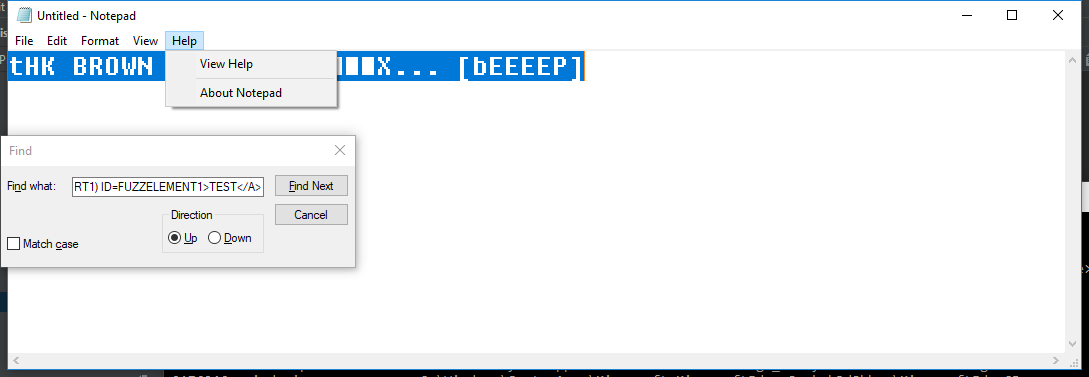 Untitled - Notepad
File Edit Format View Help
tHK BROWN ■■X... [bEEEEP]
View Help
About Notepad
Find
Find what: RT1) ID=FUZZELEMENT1>TEST</A> Find Next
Cancel
Direction
Up Down
Match case